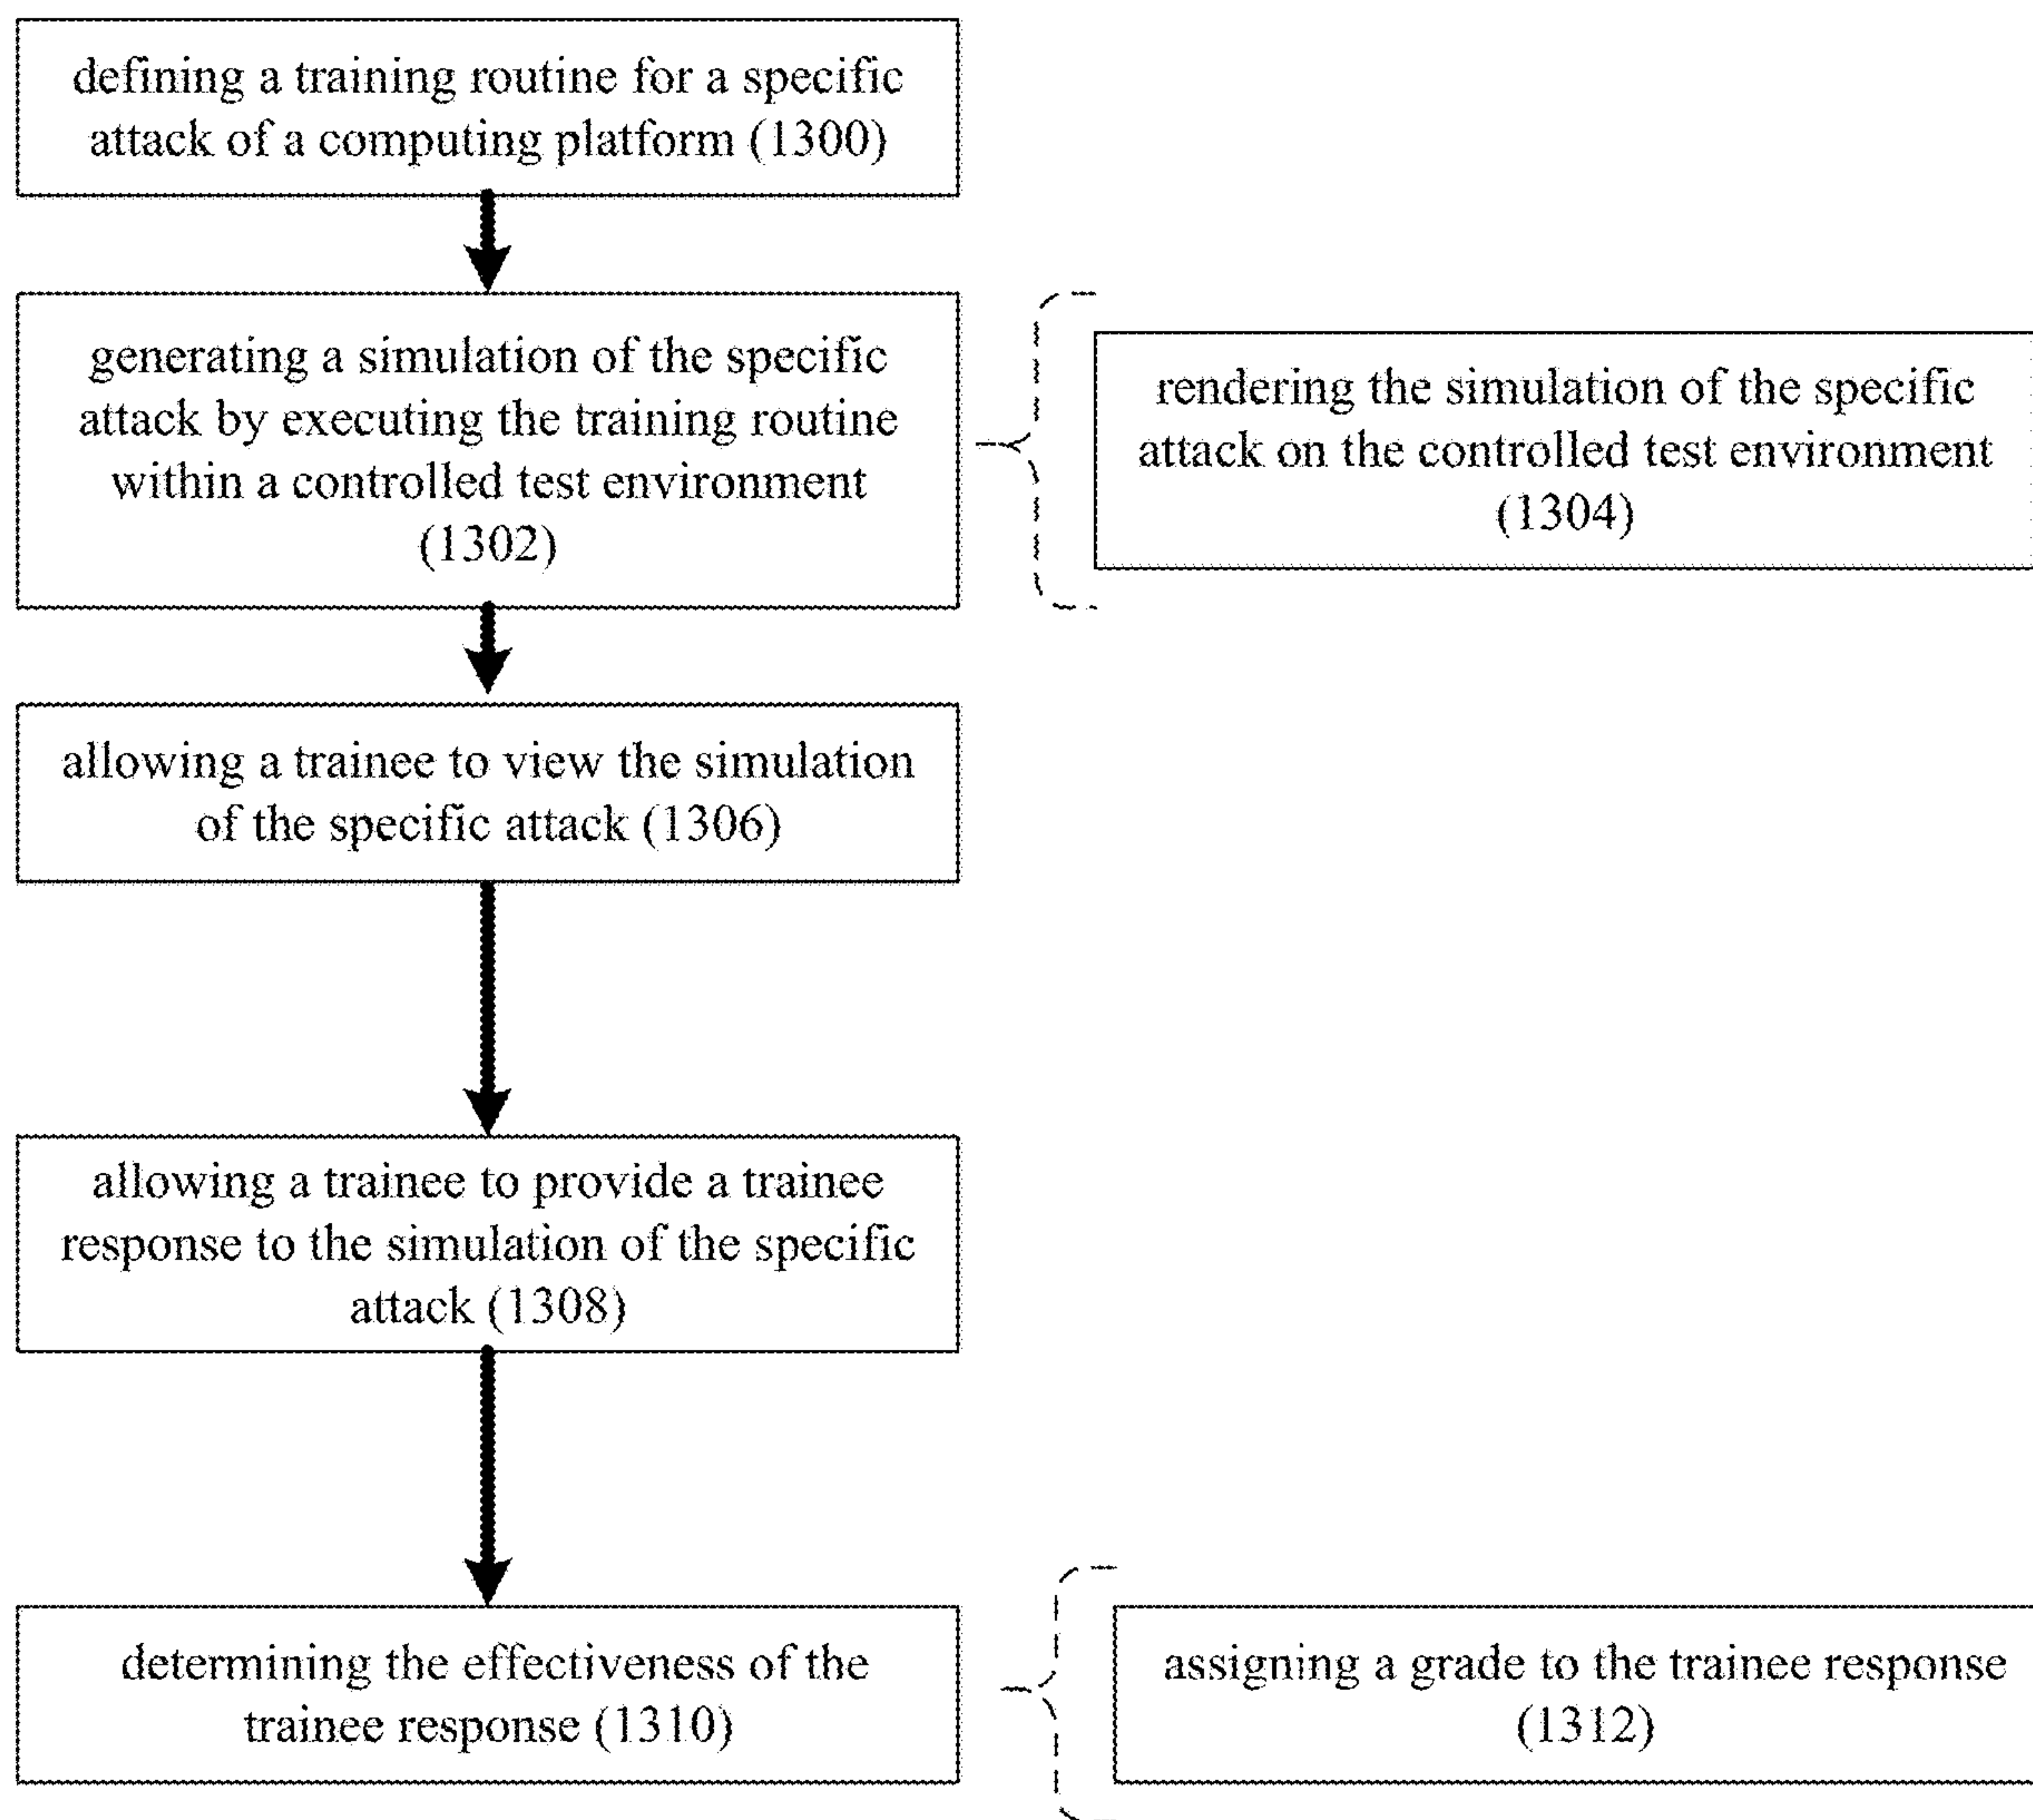 defining a training routine for a specific
attack of a computing platform (1300)
generating a simulation of the specific
attack by executing the training routine
within a controlled test environment
(1302)
rendering the simulation of the specific
attack on the controlled test environment
(1304)
allowing a trainee to view the simulation
of the specific attack (1306)
allowing a trainee to provide a trainee
response to the simulation of the specific
attack (1308)
determining the effectiveness of the
trainee response (1310)
assigning a grade to the trainee response
(1312)